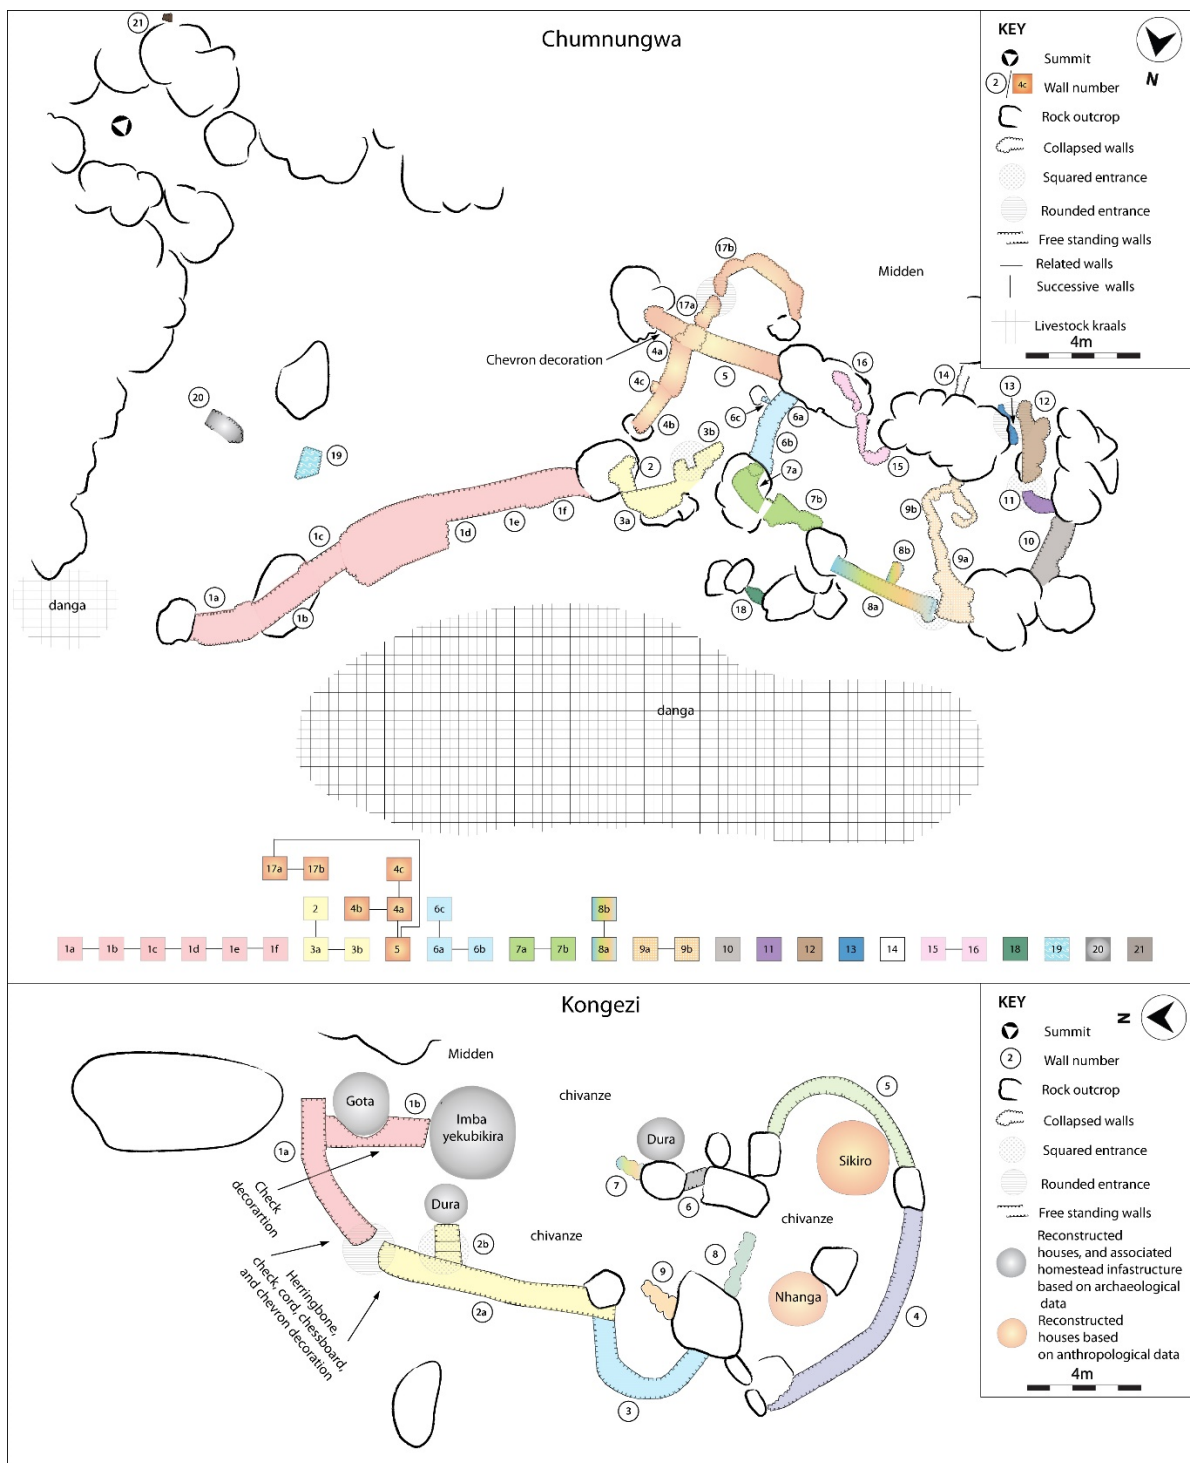 Chumnungwa
KEY
N
Summit
2 / 4c Wall number
Rock outcrop
Collapsed walls
Squared entrance
Rounded entrance
Free standing walls
Related walls
Successive walls
Livestock kraals
4m
21
17b
Midden
17a
Chevron decoration
4a
16
14
13
12
5
4c
6c
6a
20
4b
3b
6b
2
19
15
7a
11
9b
7b
3a
1f
1e
1d
1c
10
8b
9a
danga
1a
18
8a
1b
danga
17a 17b 4c
2 4b 4a 6c 8b
1a 1b 1c 1d 1e 1f 3a 3b 5 6a 6b 7a 7b 8a 9a 9b 10 11 12 13 14 15 16 18 19 20 21
Kongezi
KEY
N
Summit
2 Wall number
Rock outcrop
Collapsed walls
Squared entrance
Rounded entrance
Free standing walls
Reconstructed
houses, and associated
homestead infastructure
based on archaeological
data
Reconstructed
houses based
on anthropological data
4m
Midden
chivanze
5
Gota
1b
Imba
yekubikira
1a
Dura
Sikiro
7
Check
decorartion
6
Dura
chivanze
chivanze
2b
8
9
Herringbone,
check, cord, chessboard,
and chevron decoration
Nhanga
2a
4
3